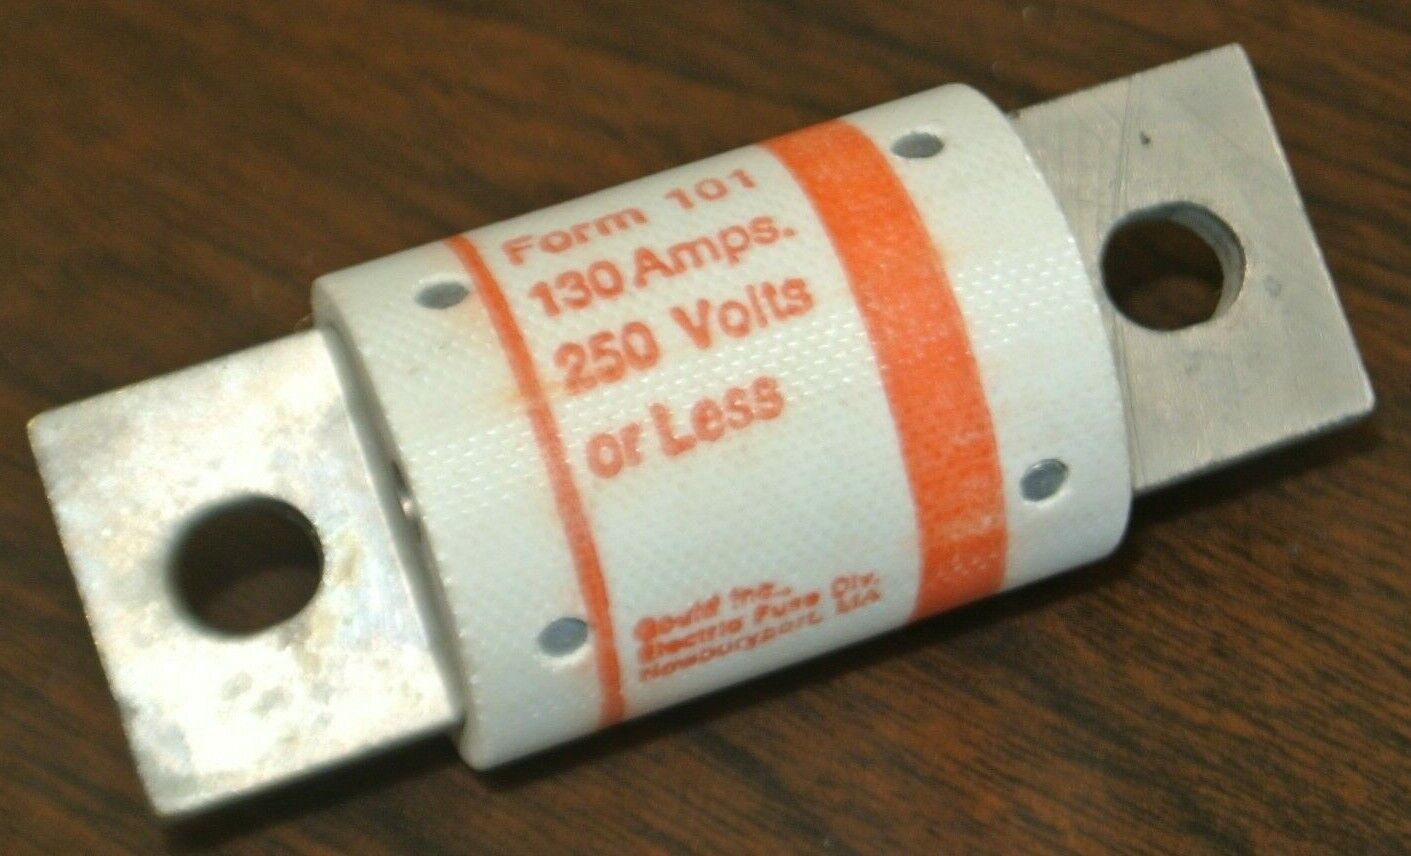 Form 101
130 Amps.
250 Volts
or Less
Gould Inc.,
Electric Fuse Div.
Newburyport, MA